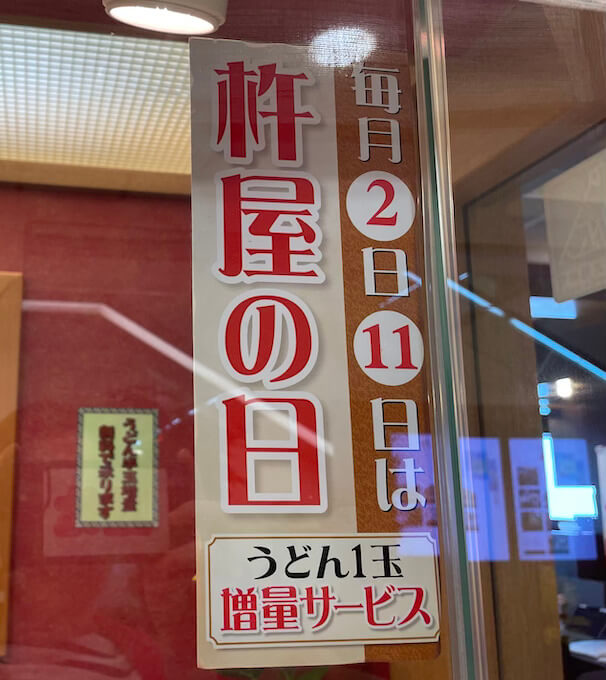 毎月2日11日は
杵屋の日
うどん1玉
増量サービス